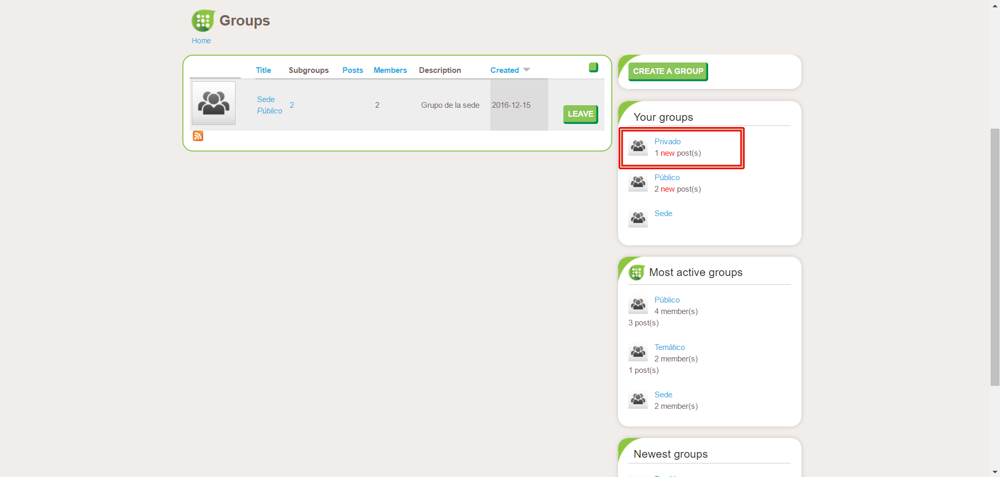 Groups
Home
Title Subgroups Posts Members Description Created
Sede
Público
2 2 Grupo de la sede 2016-12-15
LEAVE
CREATE A GROUP
Your groups
Privado
1 new post(s)
Público
2 new post(s)
Sede
Most active groups
Público
4 member(s)
3 post(s)
Temático
2 member(s)
1 post(s)
Sede
2 member(s)
Newest groups